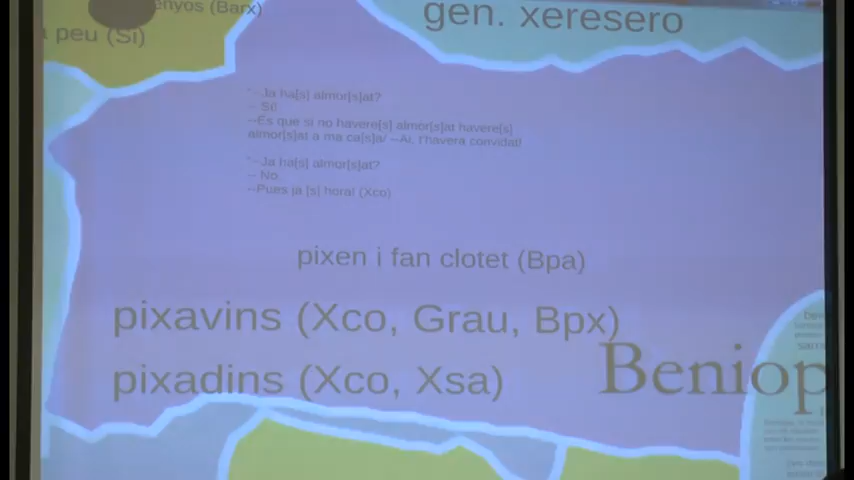 enyos (Barx)
a peu (Si)
gen. xeresero
"--Ja ha[s] almor[s]at?
-- Sí!
--És que si no havere[s] almor[s]at havere[s]
almor[s]at a ma ca[s]a/ --Ai, t'havera convidat!
"--Ja ha[s] almor[s]at?
-- No.
--Pues ja [s] hora! (Xco)
pixen i fan clotet (Bpa)
pixavins (Xco, Grau, Bpx)
pixadins (Xco, Xsa)
Beniop